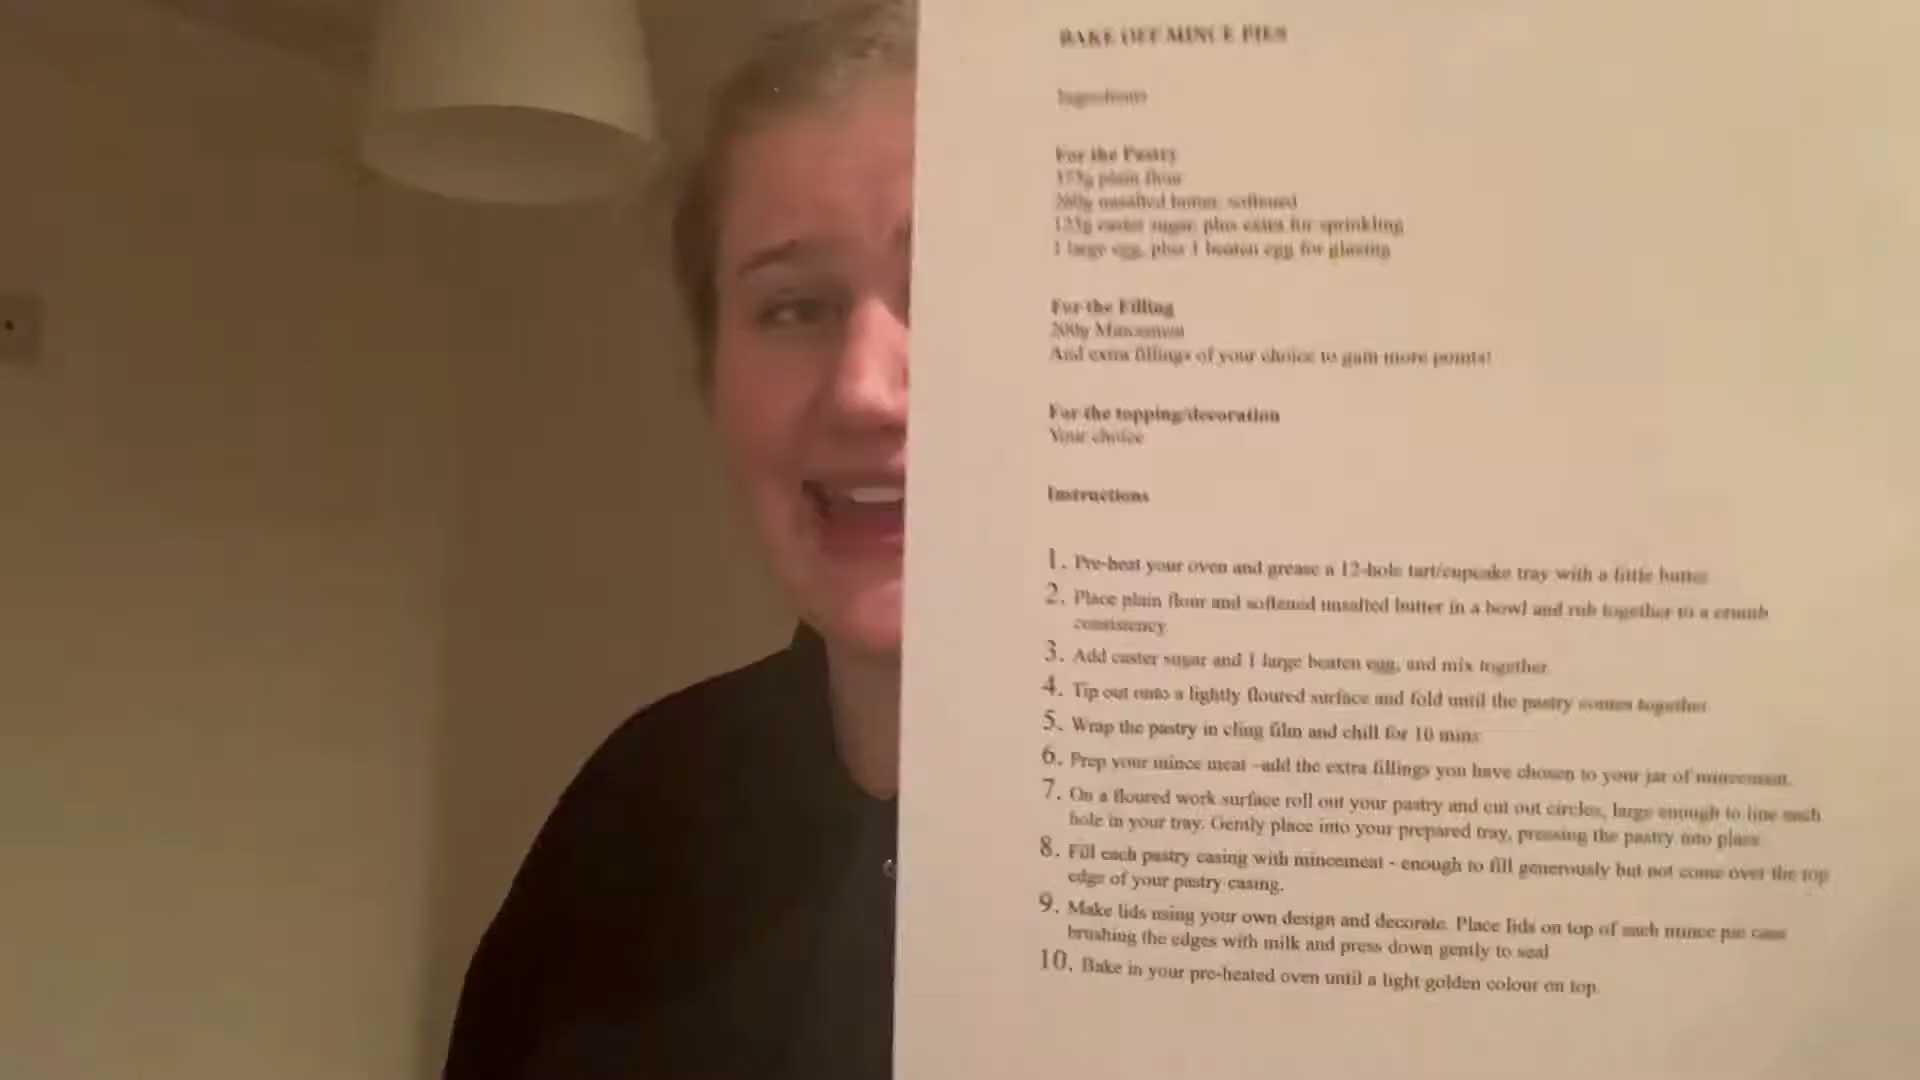 BAKE OFF MINCE PIES
Ingredients
For the Pastry
plain flour
260g unsalted butter, softened
125g caster sugar, plus extra for sprinkling
1 large egg, plus 1 beaten egg for glazing
For the Filling
200g Mincemeat
And extra fillings of your choice to gain more points!
For the topping/decoration
Your choice
Instructions
1. Pre-heat your oven and grease a 12-hole tart/cupcake tray with a little butter
2. Place plain flour and softened unsalted butter in a bowl and rub together to a crumb
consistency
3. Add caster sugar and 1 large beaten egg, and mix together.
4. Tip out onto a lightly floured surface and fold until the pastry comes together
5. Wrap the pastry in cling film and chill for 10 mins
6. Prep your mince meat –add the extra fillings you have chosen to your jar of mincemeat.
7. On a floured work surface roll out your pastry and cut out circles, large enough to line each
hole in your tray. Gently place into your prepared tray, pressing the pastry into place.
8. Fill each pastry casing with mincemeat - enough to fill generously but not come over the top
edge of your pastry casing.
9. Make lids using your own design and decorate. Place lids on top of each mince pie case
brushing the edges with milk and press down gently to seal
10. Bake in your pre-heated oven until a light golden colour on top.